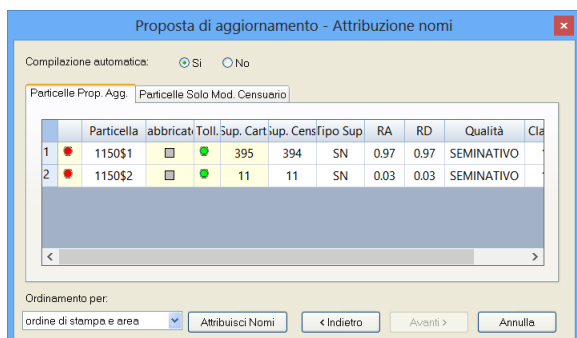 Proposta di aggiornamento - Attribuzione nomi
Compilazione automatica: Si No
Particelle Prop. Agg. Particelle Solo Mod. Censuario
Particella abbricat Toll. Sup. Cart Sup. Cens Tipo Sup RA RD Qualità Cla
1 1150$1 395 394 SN 0.97 0.97 SEMINATIVO
2 1150$2 11 11 SN 0.03 0.03 SEMINATIVO
Ordinamento per:
ordine di stampa e area Attribuisci Nomi < Indietro Avanti > Annulla